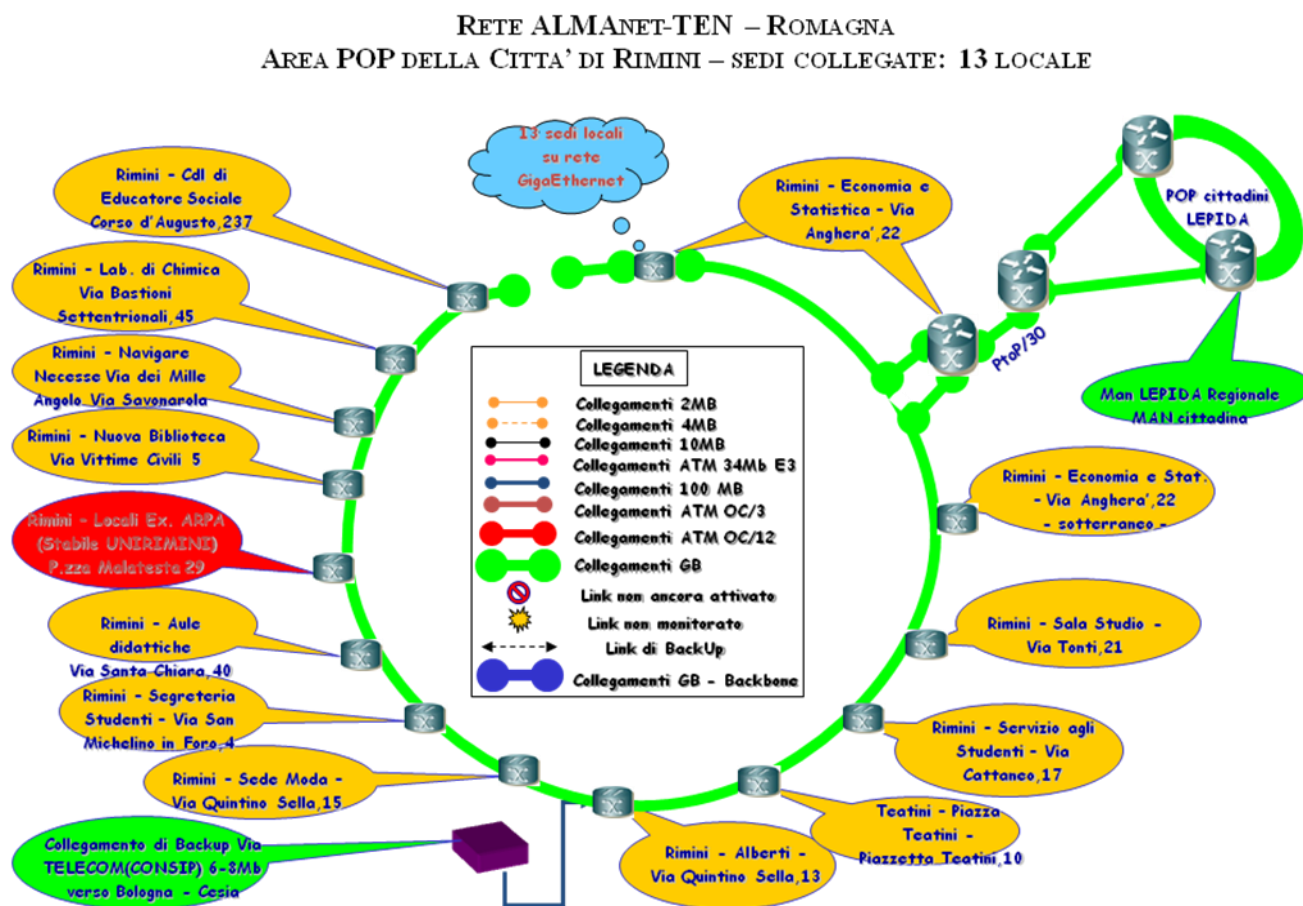 RETE ALMANET-TEN – ROMAGNA
AREA POP DELLA CITTA' DI RIMINI – SEDI COLLEGATE: 13 LOCALE
13 sedi locali
su rete
GigaEthernet
Rimini - Cdl di
Educatore Sociale
Corso d'Augusto,237
Rimini - Economia e
Statistica - Via
Anghera',22
POP cittadini
LEPIDA
Rimini - Lab. di Chimica
Via Bastioni
Settentrionali,45
PtoP/30
Rimini - Navigare
Necesse Via dei Mille
Angolo Via Savonarola
Man LEPIDA Regionale
MAN cittadina
Rimini - Nuova Biblioteca
Via Vittime Civili 5
Rimini - Economia e Stat.
- Via Anghera',22
- sotterraneo -
Rimini - Locali Ex. ARPA
(Stabile UNIRIMINI)
P.zza Malatesta 29
LEGENDA
Collegamenti 2MB
Collegamenti 4MB
Collegamenti 10MB
Collegamenti ATM 34Mb E3
Collegamenti 100 MB
Collegamenti ATM OC/3
Collegamenti ATM OC/12
Collegamenti GB
Link non ancora attivato
Link non monitorato
Link di BackUp
Collegamenti GB - Backbone
Rimini - Aule
didattiche
Via Santa Chiara,40
Rimini - Sala Studio -
Via Tonti,21
Rimini - Segreteria
Studenti - Via San
Michelino in Foro,4
Rimini - Servizio agli
Studenti - Via
Cattaneo,17
Rimini - Sede Moda -
Via Quintino Sella,15
Teatini - Piazza
Teatini -
Piazzetta Teatini,10
Collegamento di Backup Via
TELECOM(CONSIP) 6-8Mb
verso Bologna - Cesia
Rimini - Alberti -
Via Quintino Sella,13